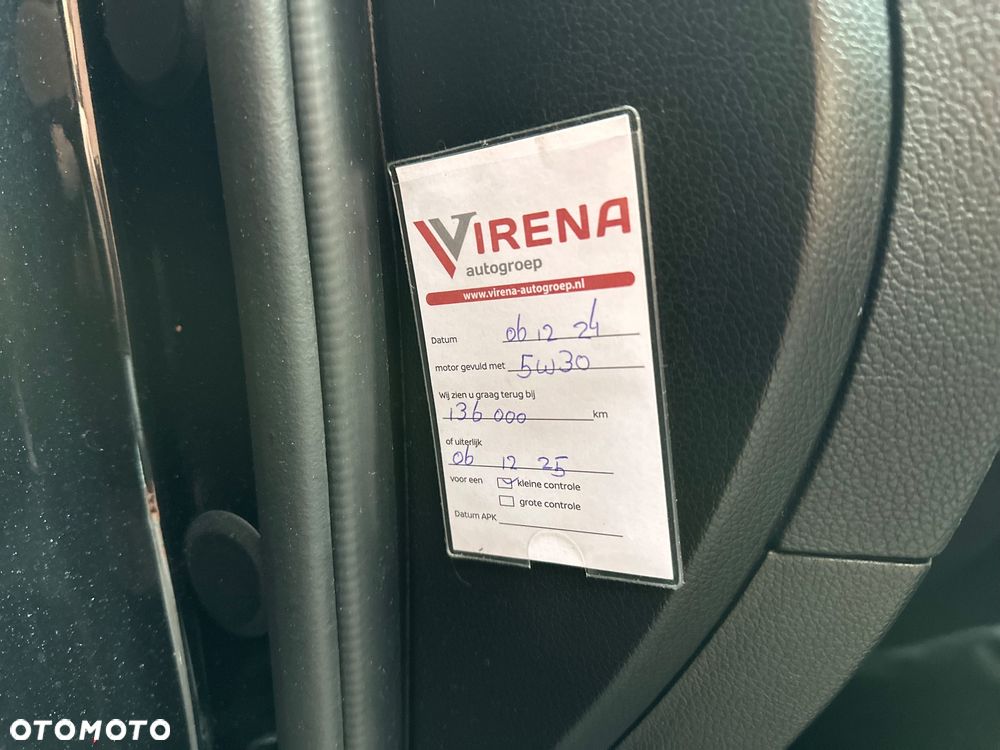 VIRENA
autogroep
www.virena-autogroep.nl
Datum 06 12 24
motor gevuld met 5W30
Wij zien u graag terug bij
136 000 km
of uiterlijk
06 12 25
voor een kleine controle
grote controle
Datum APK
OTOMOTO